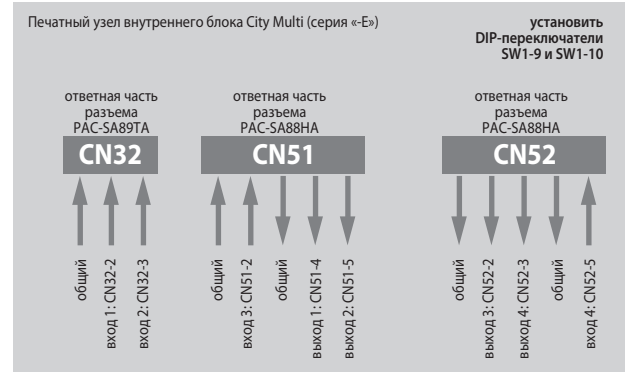 Печатный узел внутреннего блока City Multi (серия «-E»)
установить
DIP-переключатели
SW1-9 и SW1-10
ответная часть
разъема
PAC-SA89TA
CN32
общий
вход 1: CN32-2
вход 2: CN32-3
ответная часть
разъема
PAC-SA88HA
CN51
общий
вход 3: CN51-2
общий
выход 1: CN51-4
выход 2: CN51-5
ответная часть
разъема
PAC-SA88HA
CN52
общий
выход 3: CN52-2
выход 4: CN52-3
общий
вход 4: CN52-5